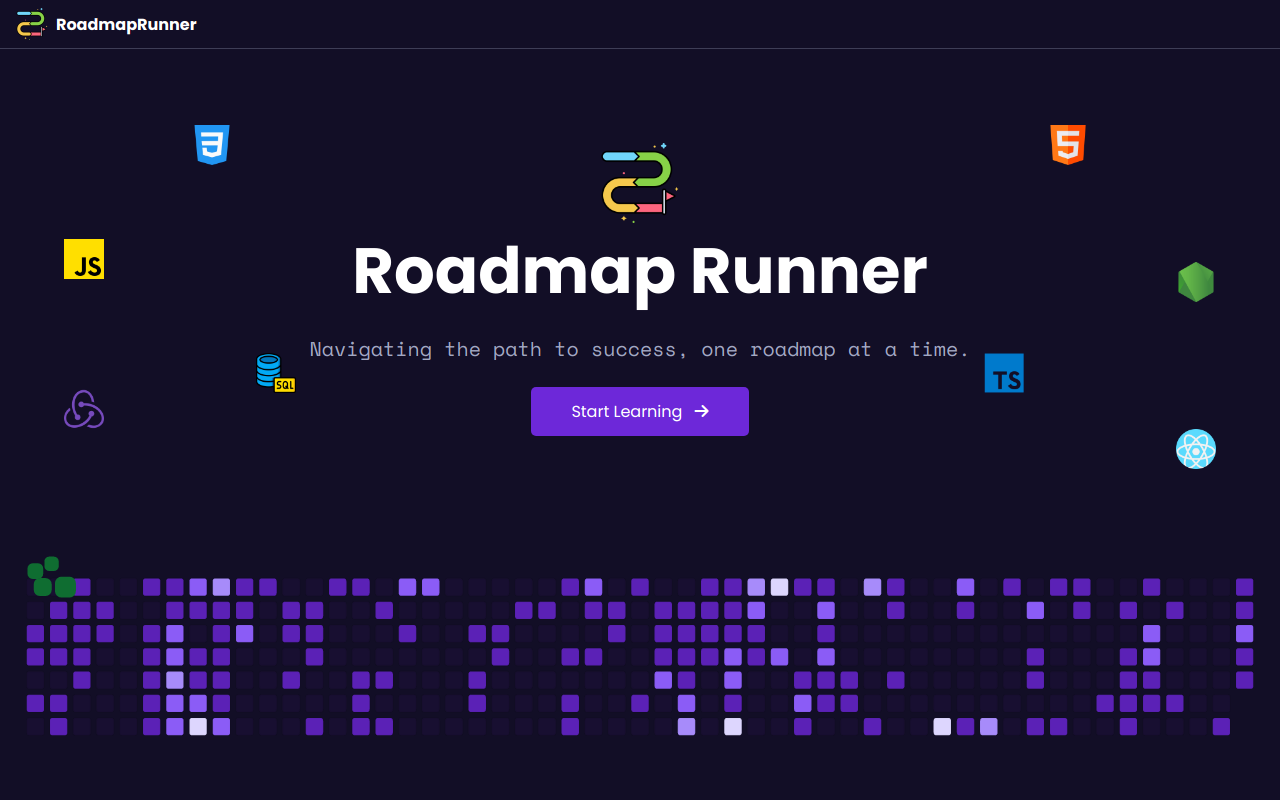 RoadmapRunner
Roadmap Runner
JS
Navigating the path to success, one roadmap at a time.
SQL
TS
Start Learning